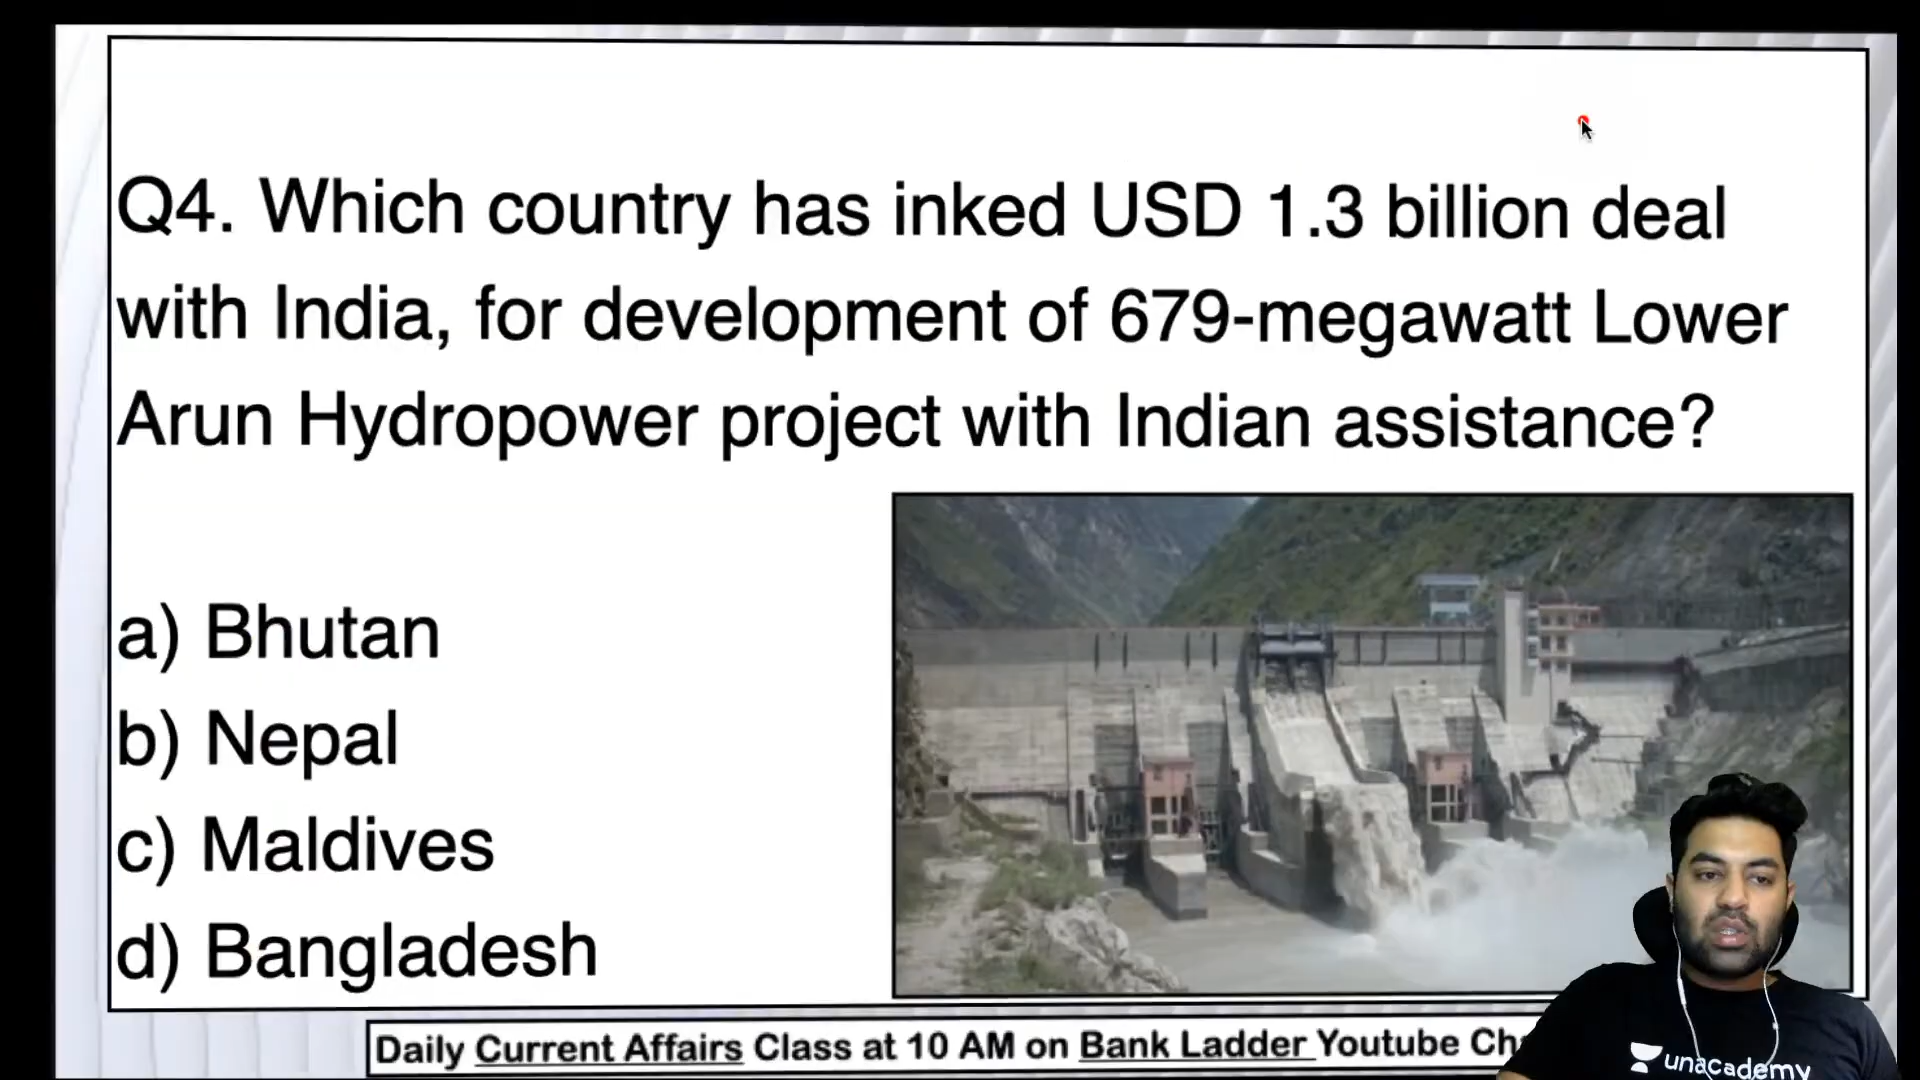 Q4. Which country has inked USD 1.3 billion deal
with India, for development of 679-megawatt Lower
Arun Hydropower project with Indian assistance?
a) Bhutan
b) Nepal
c) Maldives
d) Bangladesh
Daily Current Affairs Class at 10 AM on Bank Ladder Youtube
unacademy